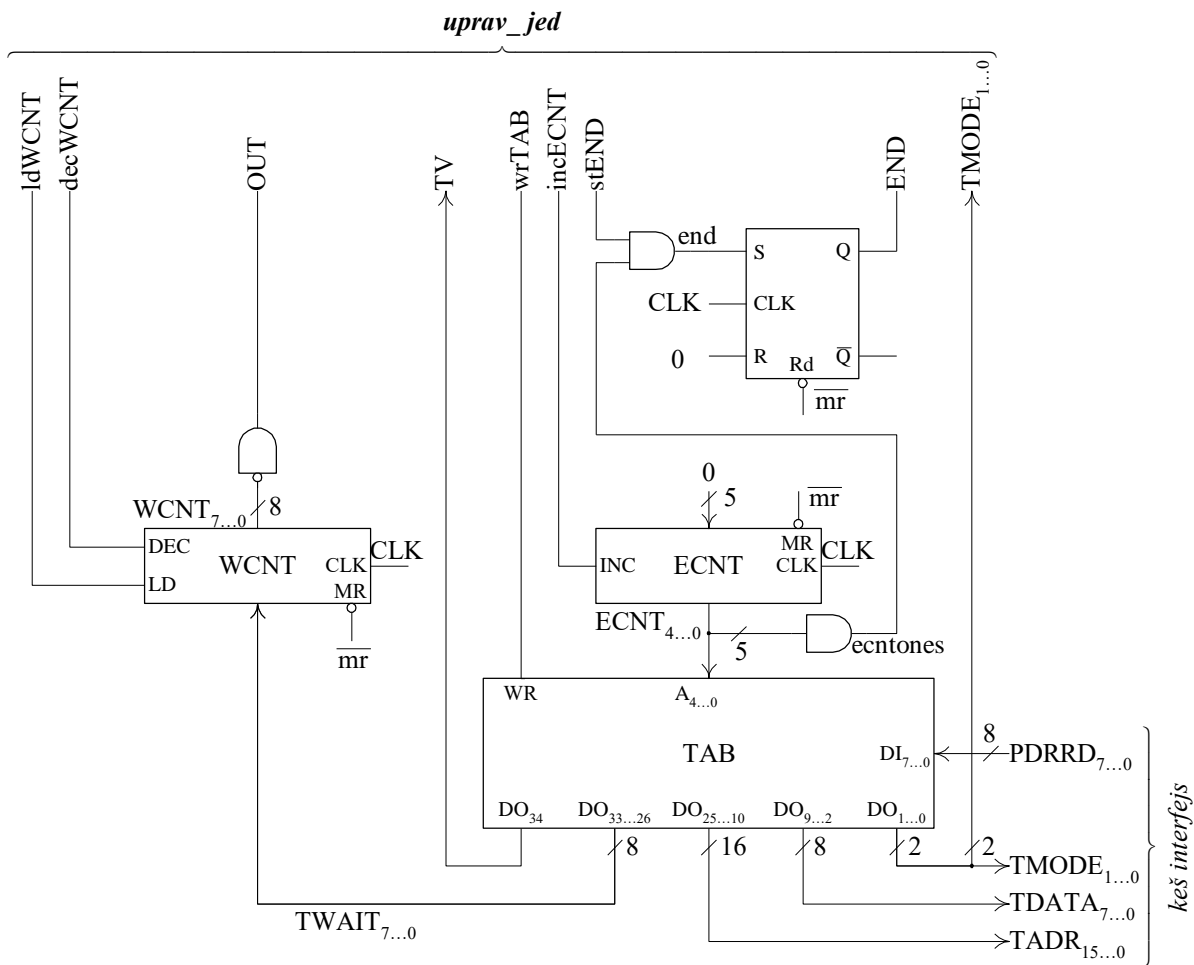 uprav_jed
ldWCNT
decWCNT
OUT
TV
wrTAB
incECNT
stEND
END
TMODE1...0
end
S
Q
CLK
CLK
0
R
Rd
Q̅
m̅r̅
0
5
m̅r̅
WCNT7...0
8
DEC
WCNT
CLK
CLK
LD
MR
m̅r̅
INC
ECNT
MR
CLK
CLK
ECNT4...0
5
ecntones
WR
A4...0
TAB
DI7...0
8
PDRRD7...0
DO34
DO33...26
DO25...10
DO9...2
DO1...0
8
16
8
2
2
TMODE1...0
TDATA7...0
TADR15...0
TWAIT7...0
keš interfejs